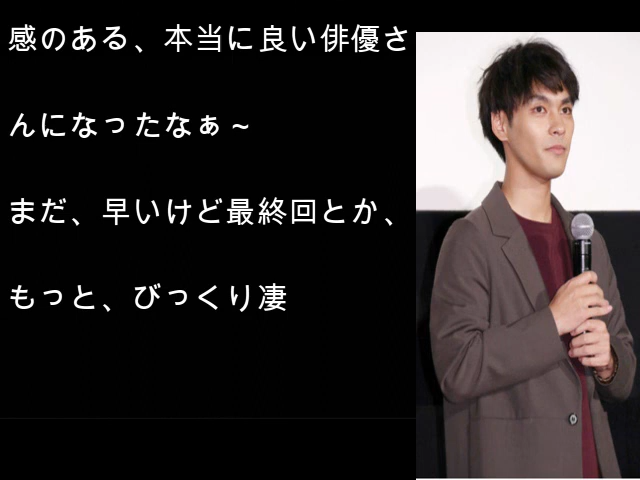 感のある、本当に良い俳優さ
んになったなぁ～
まだ、早いけど最終回とか、
もっと、びっくり凄